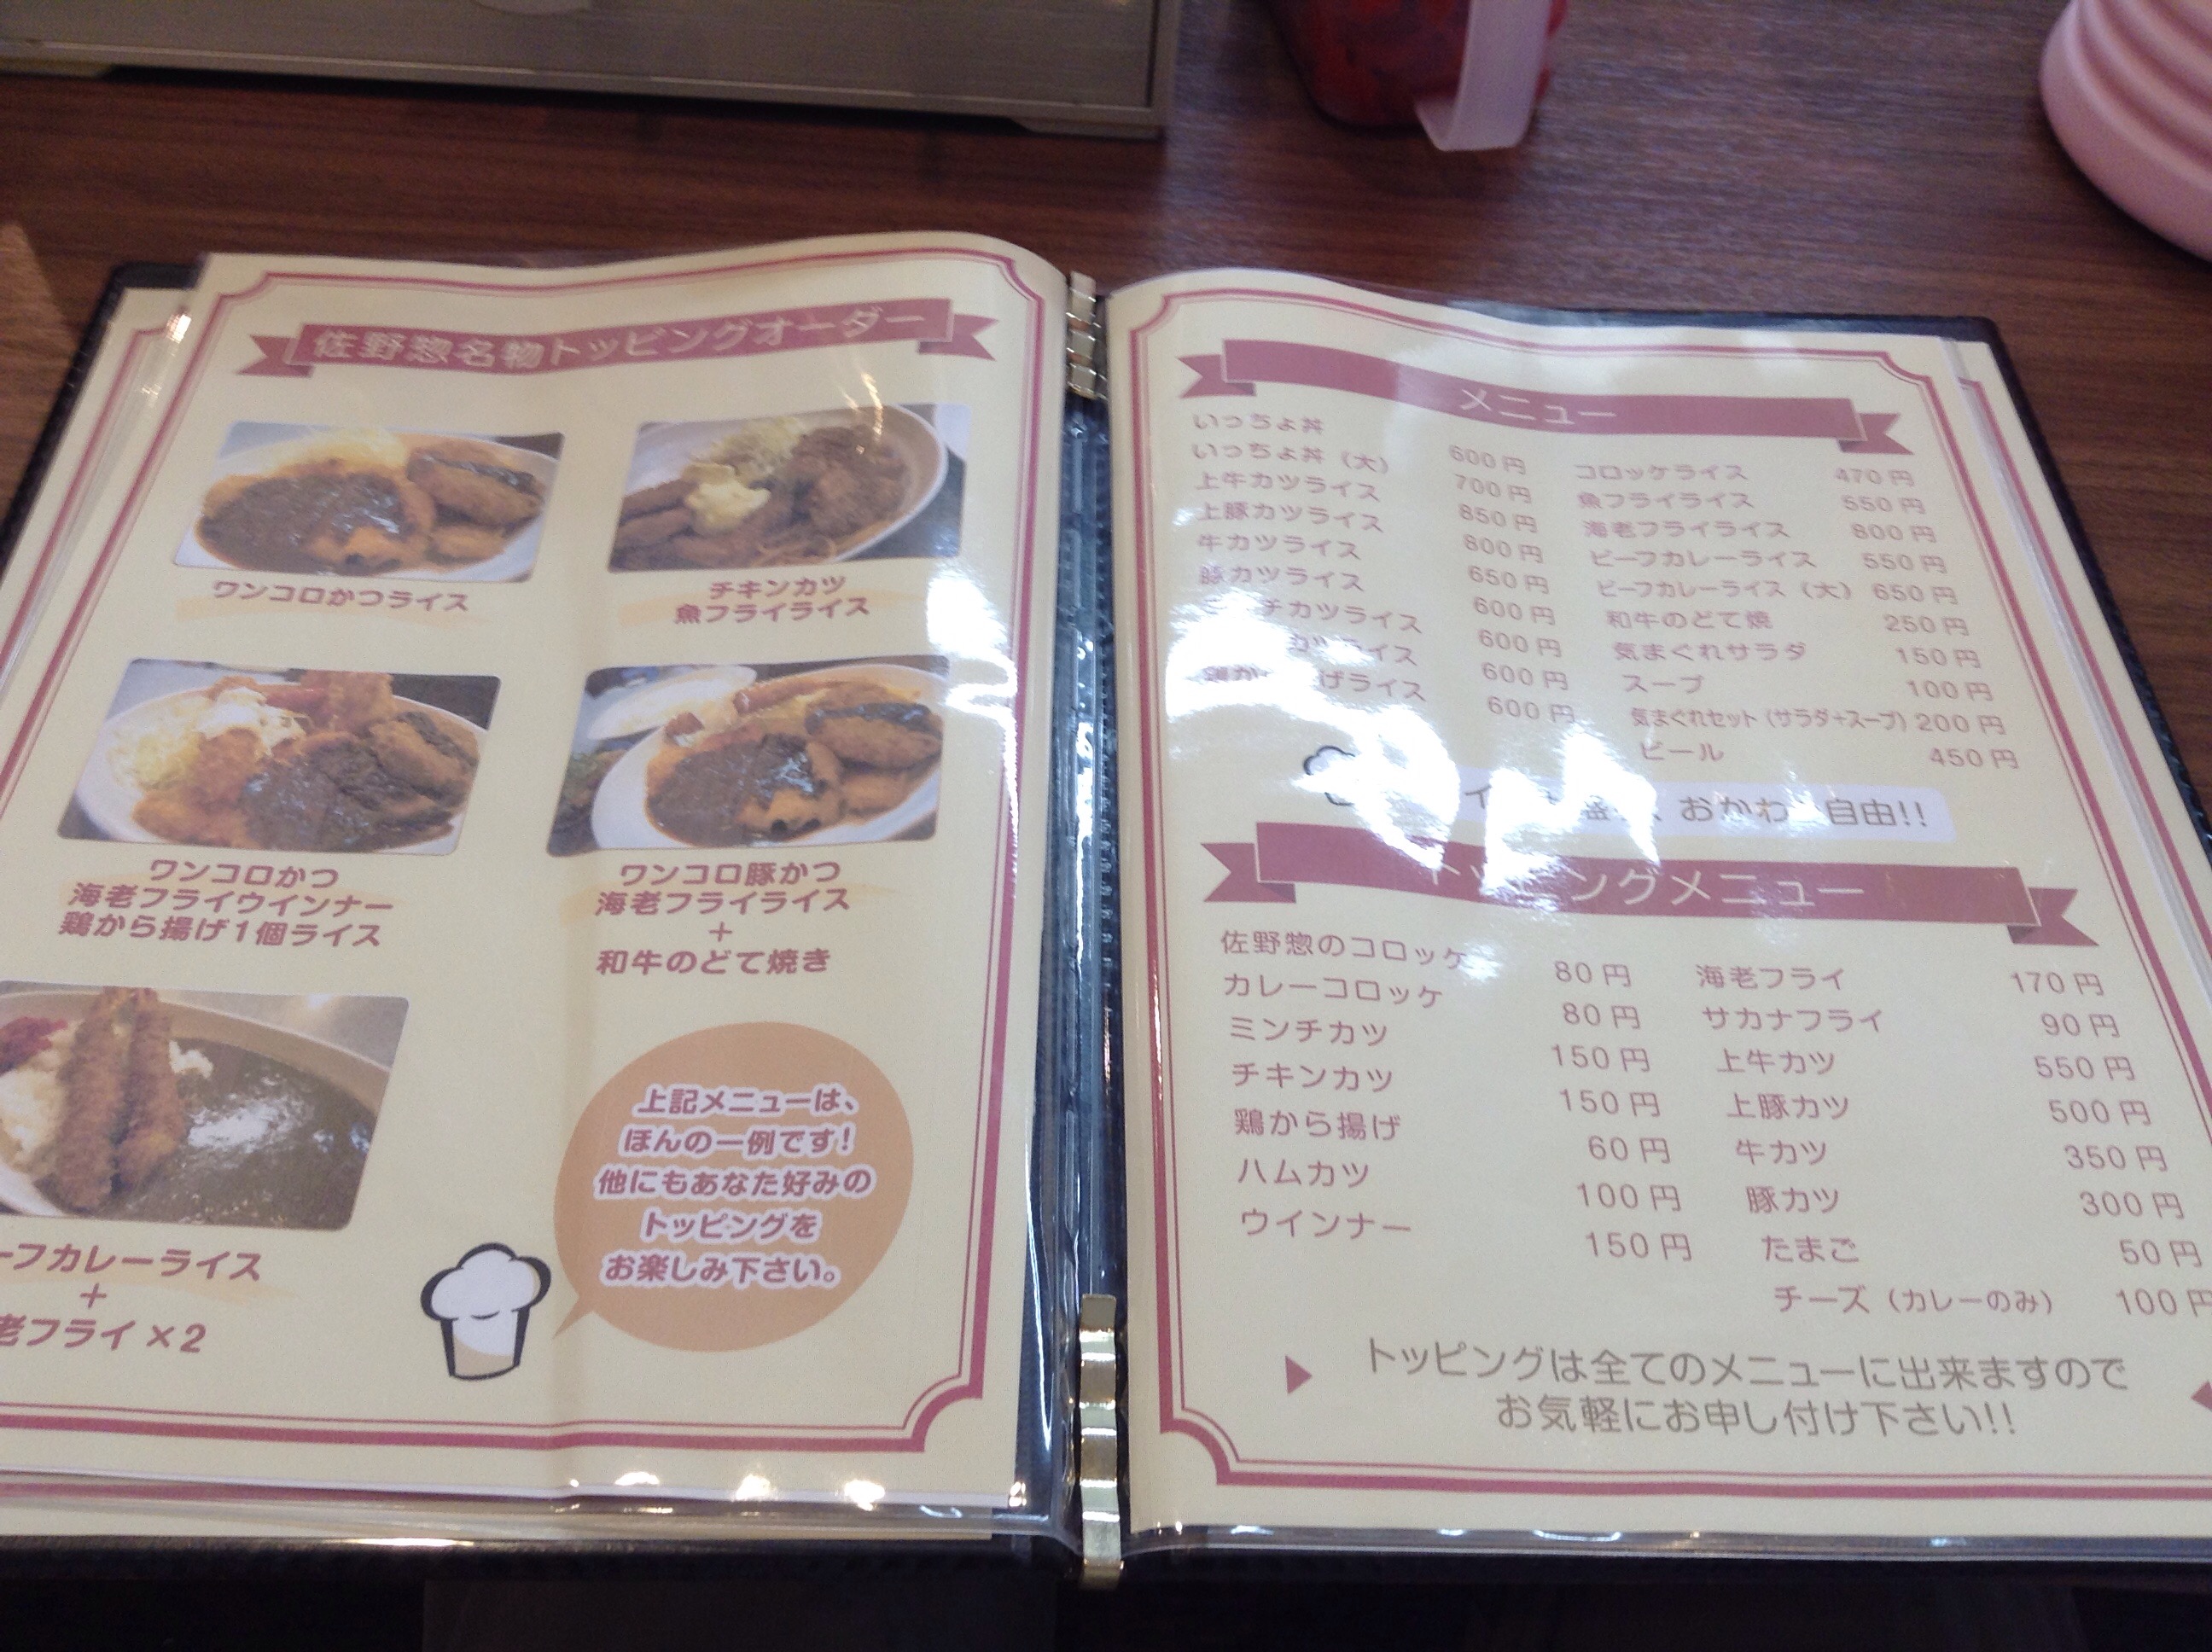 佐野惣名物トッピングオーダー
ワンコロかつライス
チキンカツ
魚フライライス
ワンコロかつ
海老フライウインナー
鶏から揚げ1個ライス
ワンコロ豚かつ
海老フライライス
+
和牛のどて焼き
ーフカレーライス
+
老フライ×2
上記メニューは、
ほんの一例です!
他にもあなた好みの
トッピングを
お楽しみ下さい。
メニュー
いっちょ丼 600円
いっちょ丼(大) 700円
上牛カツライス 850円
上豚カツライス 800円
牛カツライス 650円
豚カツライス 600円
チカツライス 600円
カツライス 600円
げライス 600円
コロッケライス 470円
魚フライライス 550円
海老フライライス 800円
ビーフカレーライス 550円
ビーフカレーライス(大) 650円
和牛のどて焼 250円
気まぐれサラダ 150円
スープ 100円
気まぐれセット(サラダ+スープ) 200円
ビール 450円
おかわ 自由!!
トッピングメニュー
佐野惣のコロッケ 80円
カレーコロッケ 80円
ミンチカツ 150円
チキンカツ 150円
鶏から揚げ 60円
ハムカツ 100円
ウインナー 150円
海老フライ 170円
サカナフライ 90円
上牛カツ 550円
上豚カツ 500円
牛カツ 350円
豚カツ 300円
たまご 50円
チーズ(カレーのみ) 100円
トッピングは全てのメニューに出来ますので
お気軽にお申し付け下さい!!